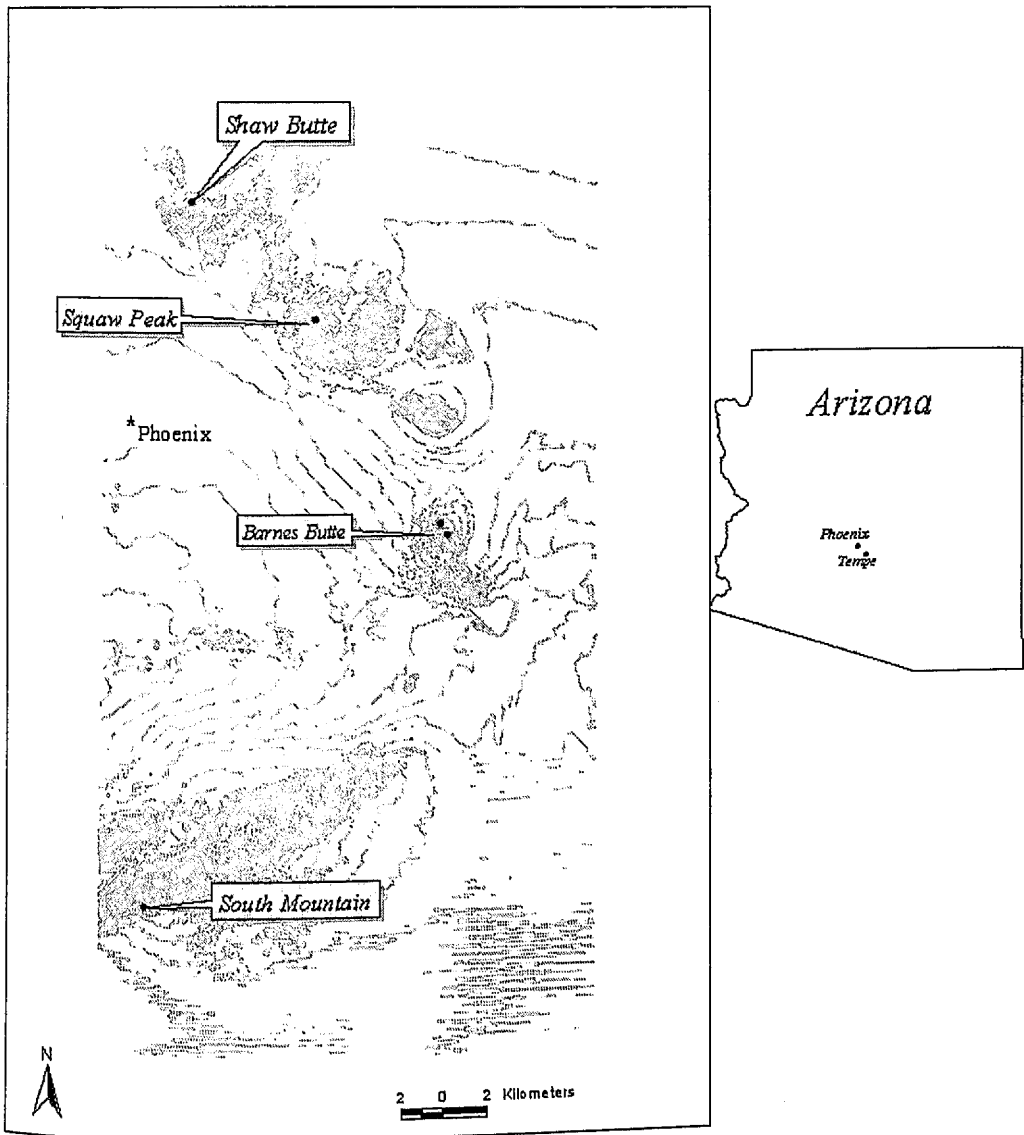 Shaw Butte
Squaw Peak
Arizona
*Phoenix
Barnes Butte
Phoenix
Tempe
South Mountain
N
2 0 2 Kilometers